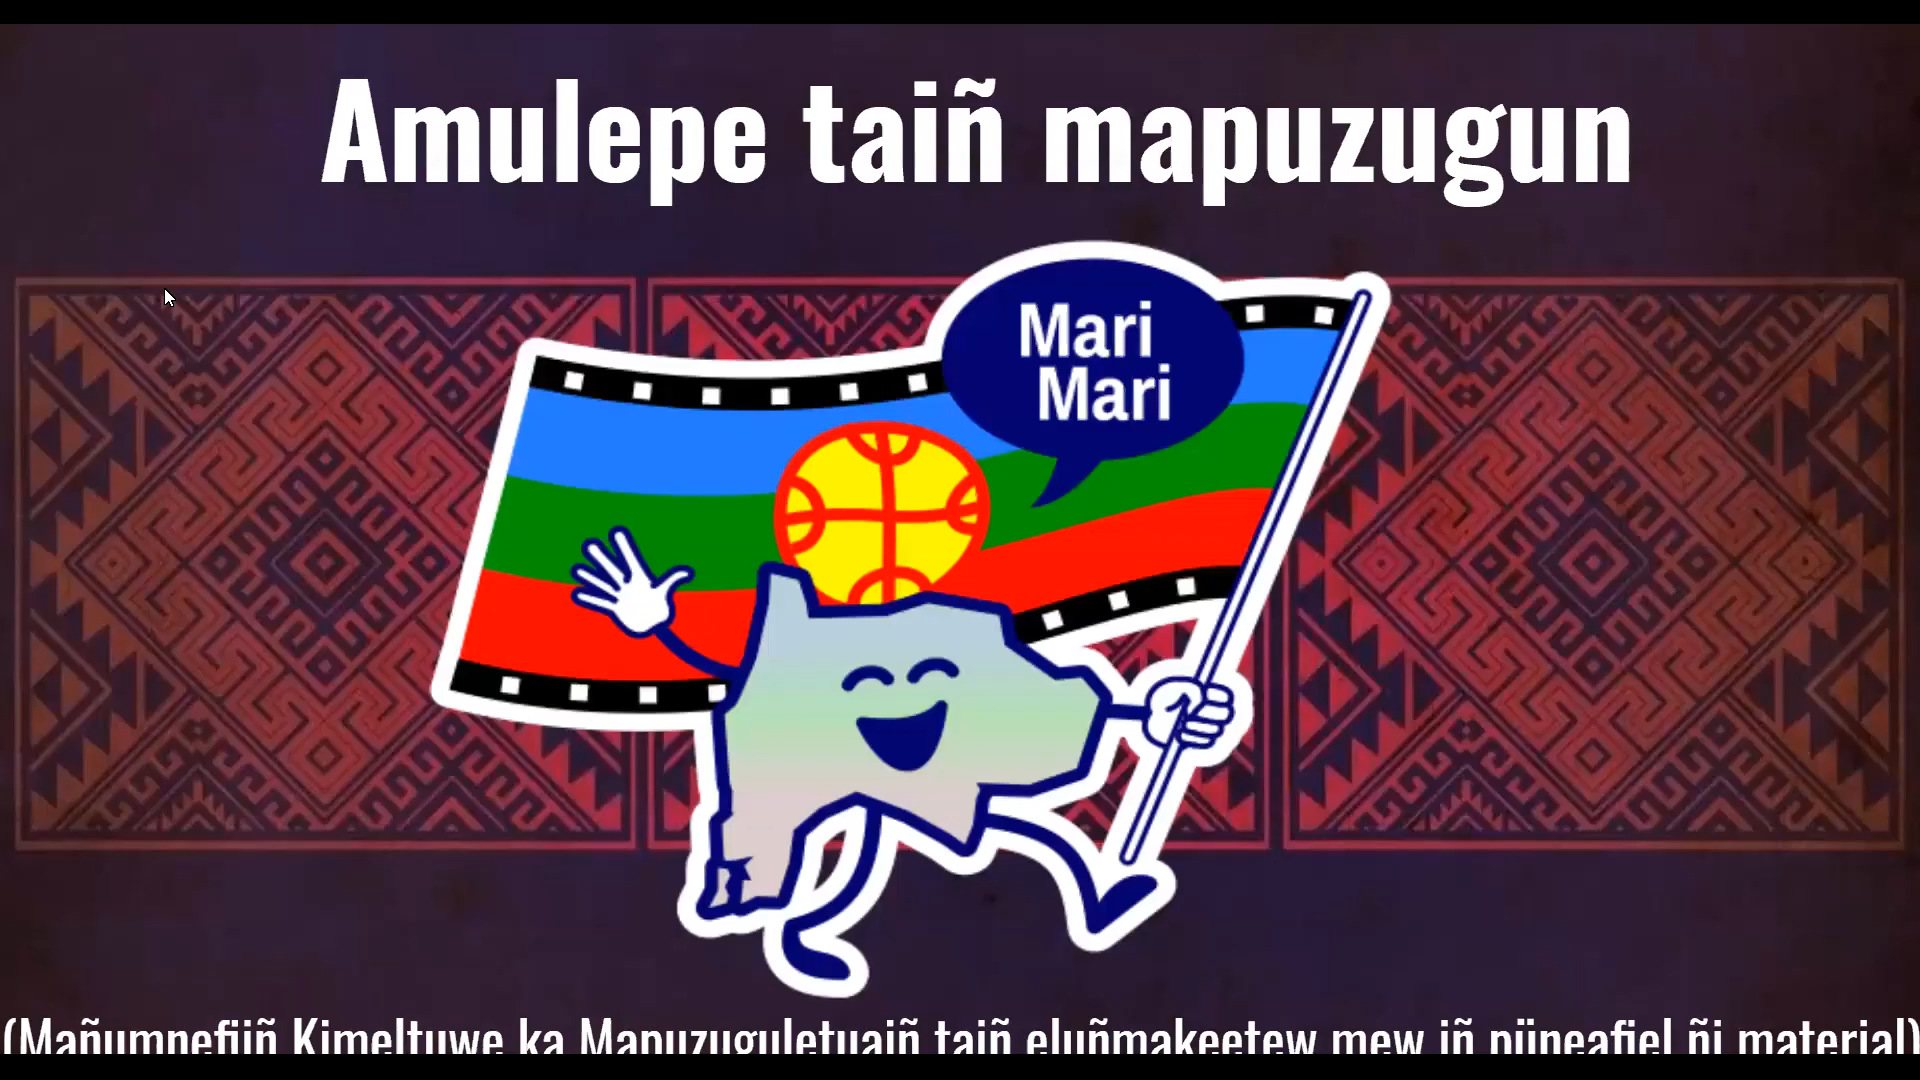 Amulepe taiñ mapuzugun
Mari
Mari
(Mañumnefiiñ Kimeltuwe ka Mapuzuguletuaiñ taiñ eluñmakeetew mew iñ püneafiel ñi material)